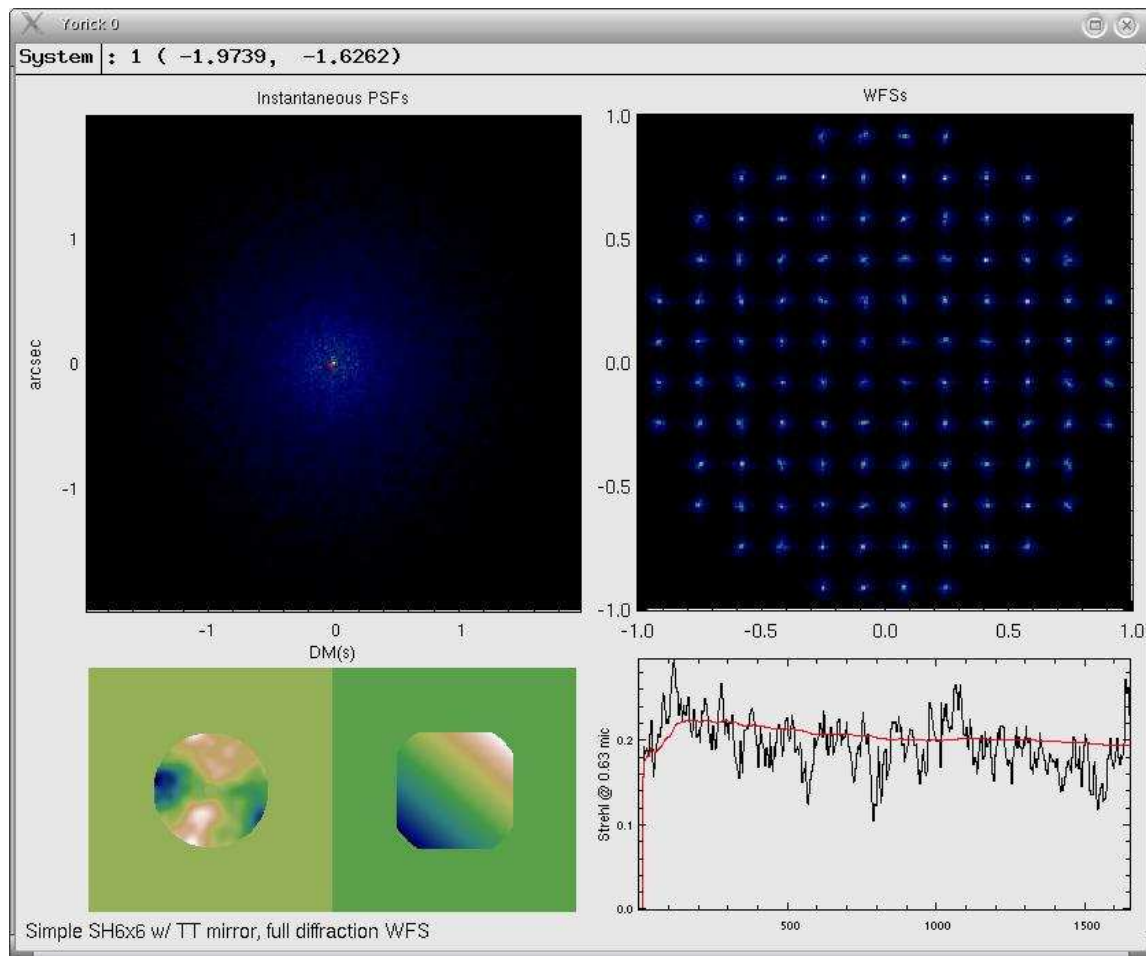 Yorick 0
System : 1 ( -1.9739, -1.6262)
Instantaneous PSFs
1
0
-1
arcsec
-1 0 1
WFSs
1.0
0.5
0.0
-0.5
-1.0
-1.0 -0.5 0.0 0.5 1.0
DM(s)
Strehl @ 0.63 mic
0.2
0.1
0.0
500 1000 1500
Simple SH6x6 w/ TT mirror, full diffraction WFS